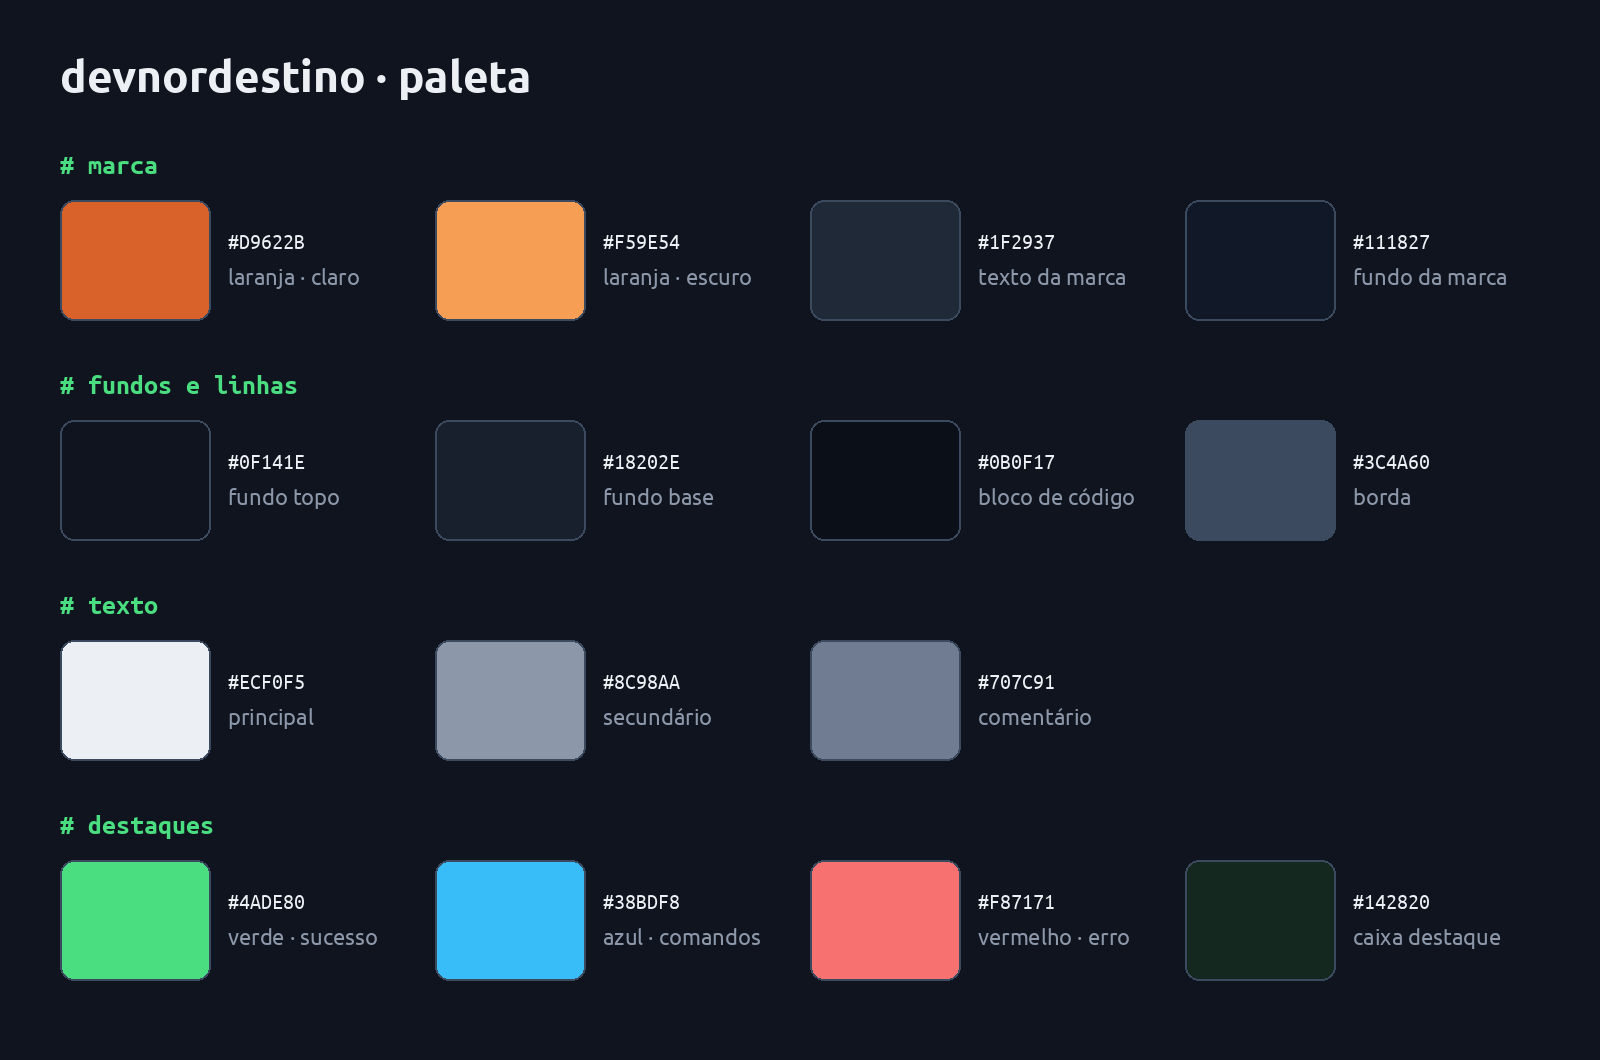 devnordestino · paleta
# marca
#D9622B
laranja · claro
#F59E54
laranja · escuro
#1F2937
texto da marca
#111827
fundo da marca
# fundos e linhas
#0F141E
fundo topo
#18202E
fundo base
#0B0F17
bloco de código
#3C4A60
borda
# texto
#ECF0F5
principal
#8C98AA
secundário
#707C91
comentário
# destaques
#4ADE80
verde · sucesso
#38BDF8
azul · comandos
#F87171
vermelho · erro
#142820
caixa destaque